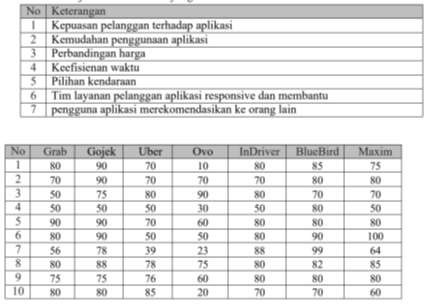 No Keterangan
1 Kepuasan pelanggan terhadap aplikasi
2 Kemudahan penggunaan aplikasi
3 Perbandingan harga
4 Keefisienan waktu
5 Pilihan kendaraan
6 Tim layanan pelanggan aplikasi responsive dan membantu
7 pengguna aplikasi merekomendasikan ke orang lain
No Grab Gojek Uber Ovo InDriver BlueBird Maxim
1 80 90 70 10 80 85 75
2 70 90 70 70 70 80 80
3 50 75 80 90 80 70 70
4 50 50 50 30 50 80 50
5 90 90 70 60 80 80 80
6 80 90 50 50 80 90 100
7 56 78 39 23 88 99 64
8 80 88 78 75 80 82 85
9 75 75 76 60 80 80 80
10 80 80 85 20 70 70 60